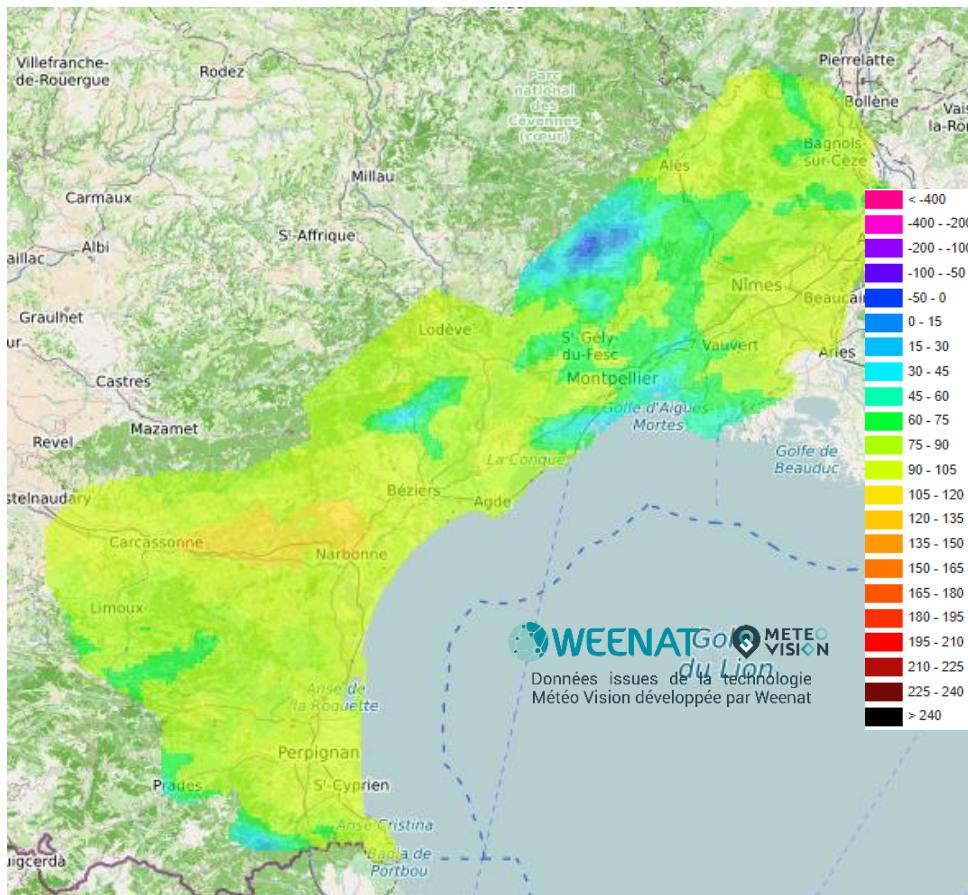 Villefranche-
de-Rouergue
Rodez
Parc
national
des
Cévennes
(cœur)
Pierrelatte
Bollène
la-Ro
Bagnols-
sur-Cèze
Alès
Millau
Carmaux
Sᵗ-Affrique
Albi
aillac
Graulhet
Nîmes
Beaucai
Lodève
Sᵗ-Gély-
du-Fesc
Vauvert
Arles
Castres
Montpellier
Mazamet
Golfe d'Aigues-
Mortes
Revel
La Conque
Golfe de
Beauduc
stelnaudary
Béziers
Agde
Carcassonne
Narbonne
Limoux
Anse de
la Roquette
Perpignan
Prades
Sᵗ-Cyprien
Anse Cristina
uigcerdà
Badia de
Portbou
< -400
-400 - -200
-200 - -100
-100 - -50
-50 - 0
0 - 15
15 - 30
30 - 45
45 - 60
60 - 75
75 - 90
90 - 105
105 - 120
120 - 135
135 - 150
150 - 165
165 - 180
180 - 195
195 - 210
210 - 225
225 - 240
> 240
WEENAT
METEO
VISION
du Lion
Données issues de la technologie
Météo Vision développée par Weenat